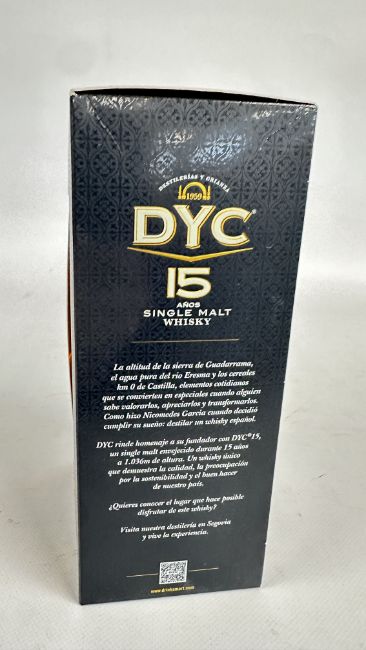 DESTILERÍAS Y CRIANZA
1959
DYC®
15
AÑOS
SINGLE MALT
WHISKY
La altitud de la sierra de Guadarrama,
el agua pura del río Eresma y los cereales
km 0 de Castilla, elementos cotidianos
que se convierten en especiales cuando alguien
sabe valorarlos, apreciarlos y transformarlos.
Como hizo Nicomedes García cuando decidió
cumplir su sueño: destilar un whisky español.
DYC rinde homenaje a su fundador con DYC®15,
un single malt envejecido durante 15 años
a 1.036m de altura. Un whisky único
que demuestra la calidad, la preocupación
por la sostenibilidad y el buen hacer
de nuestro país.
¿Quieres conocer el lugar que hace posible
disfrutar de este whisky?
Visita nuestra destilería en Segovia
y vive la experiencia.
www.drinksmart.com